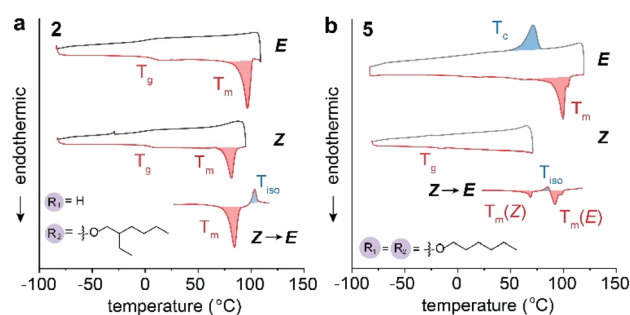 a
2
E
Tg
Tm
Z
Tg
Tm
Tiso
R1 = H
R2 =
O
Tm
Z → E
endothermic
-100 -50 0 50 100 150
temperature (°C)
b
5
Tc
E
Tm
Z
Tg
Tiso
Z → E
Tm(Z)
Tm(E)
R1 = R2 =
O
endothermic
-100 -50 0 50 100 150
temperature (°C)